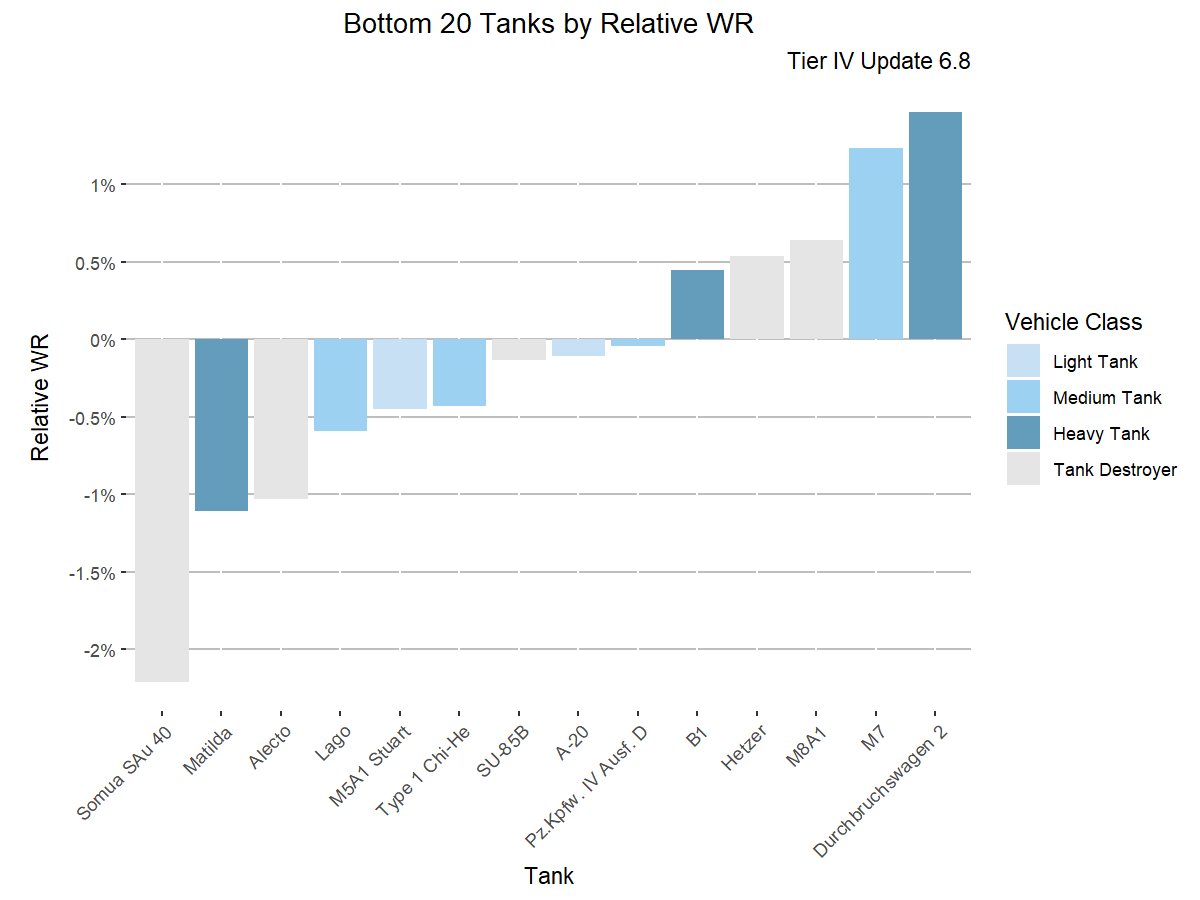 Bottom 20 Tanks by Relative WR
Tier IV Update 6.8
Relative WR
1%
0.5%
0%
-0.5%
-1%
-1.5%
-2%
Somua SAu 40
Matilda
Alecto
Lago
M5A1 Stuart
Type 1 Chi-He
SU-85B
A-20
Pz.Kpfw. IV Ausf. D
B1
Hetzer
M8A1
M7
Durchbruchswagen 2
Tank
Vehicle Class
Light Tank
Medium Tank
Heavy Tank
Tank Destroyer